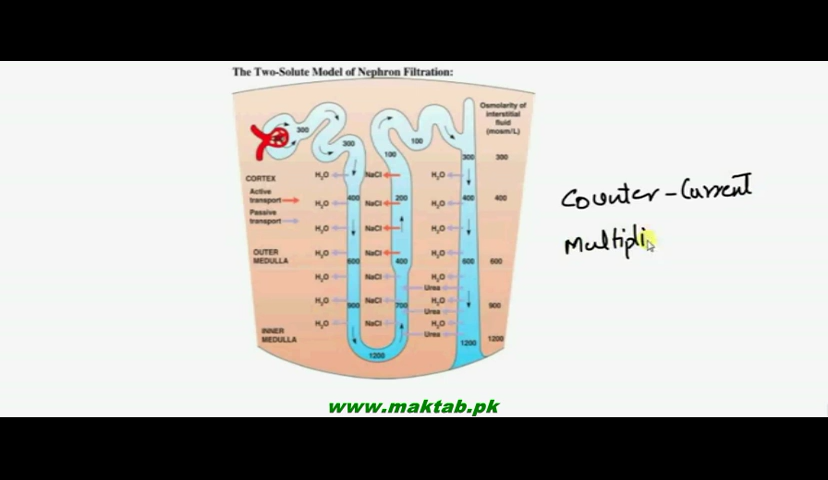 The Two-Solute Model of Nephron Filtration:
Osmolarity of
interstitial
fluid
(mosm/L)
300
300
100
100
300
300
CORTEX
H₂O
NaCl
H₂O
Active
transport
400
200
400
400
H₂O
NaCl
H₂O
Passive
transport
H₂O
NaCl
H₂O
OUTER
MEDULLA
H₂O
NaCl
H₂O
600
400
600
600
H₂O
NaCl
H₂O
Urea
H₂O
NaCl
H₂O
900
700
900
Urea
H₂O
NaCl
H₂O
INNER
MEDULLA
Urea
1200
1200
1200
Counter-Current
Multipli
www.maktab.pk